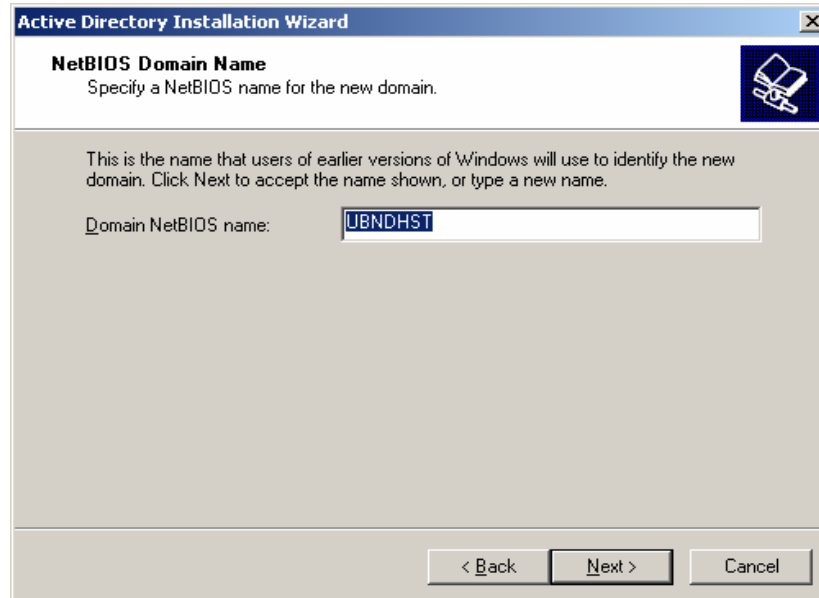 Active Directory Installation Wizard
NetBIOS Domain Name
Specify a NetBIOS name for the new domain.
This is the name that users of earlier versions of Windows will use to identify the new
domain. Click Next to accept the name shown, or type a new name.
Domain NetBIOS name: UBNDHST
< Back Next > Cancel